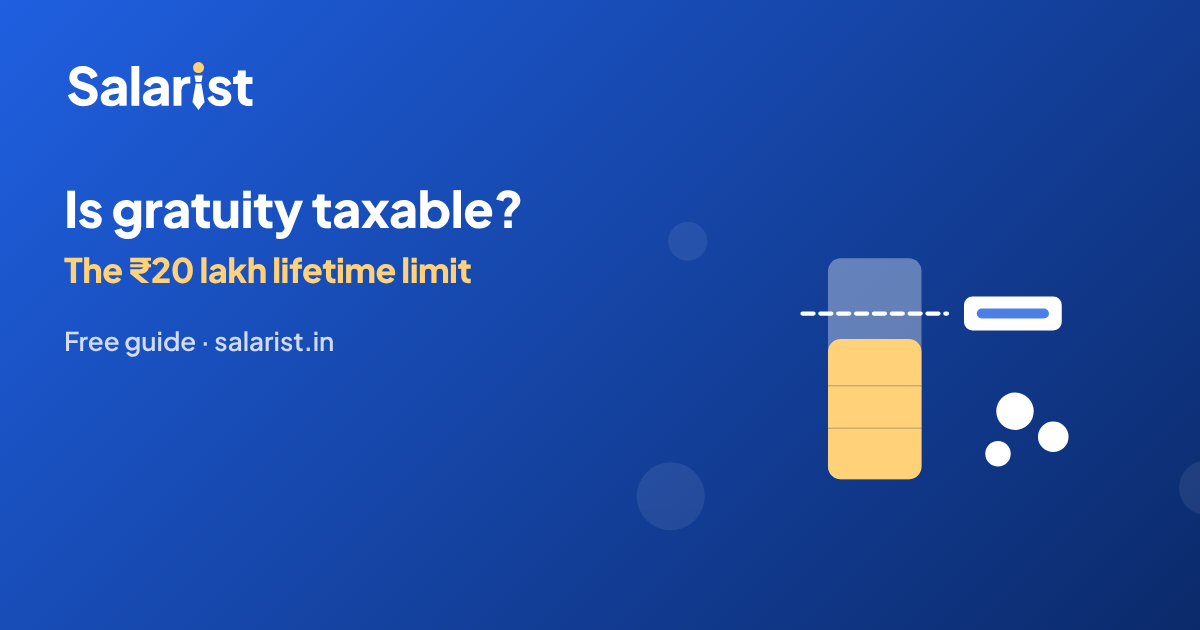 Salarist
Is gratuity taxable?
The ₹20 lakh lifetime limit
Free guide · salarist.in